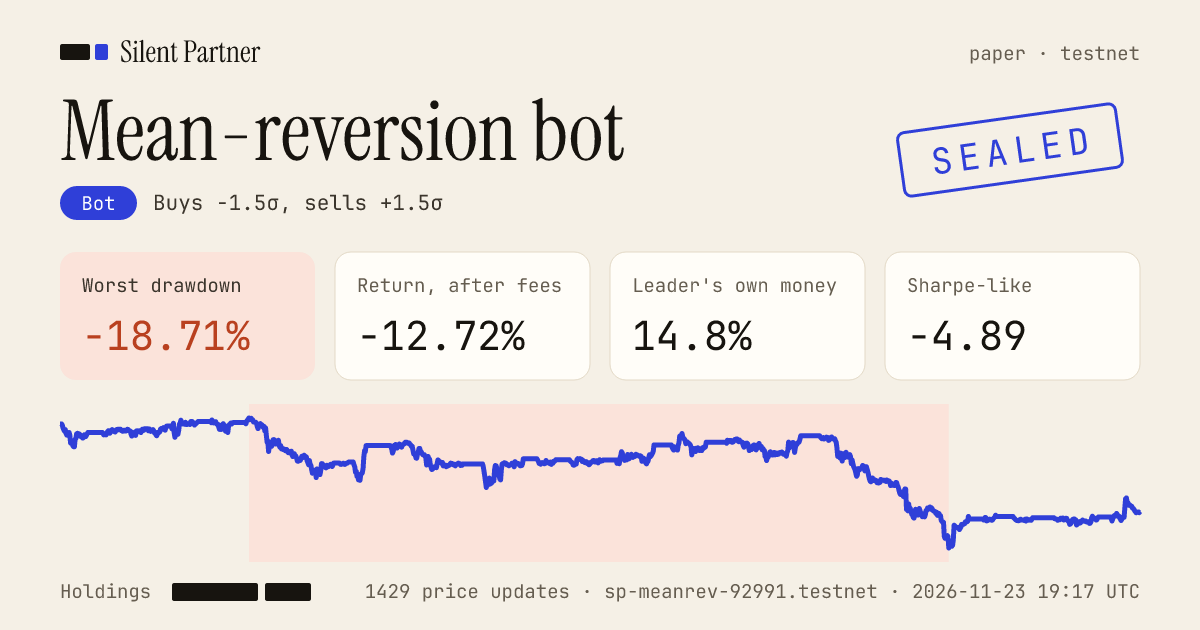 Silent Partner
paper · testnet
Mean-reversion bot
SEALED
Bot
Buys -1.5σ, sells +1.5σ
Worst drawdown
-18.71%
Return, after fees
-12.72%
Leader's own money
14.8%
Sharpe-like
-4.89
Holdings
1429 price updates · sp-meanrev-92991.testnet · 2026-11-23 19:17 UTC